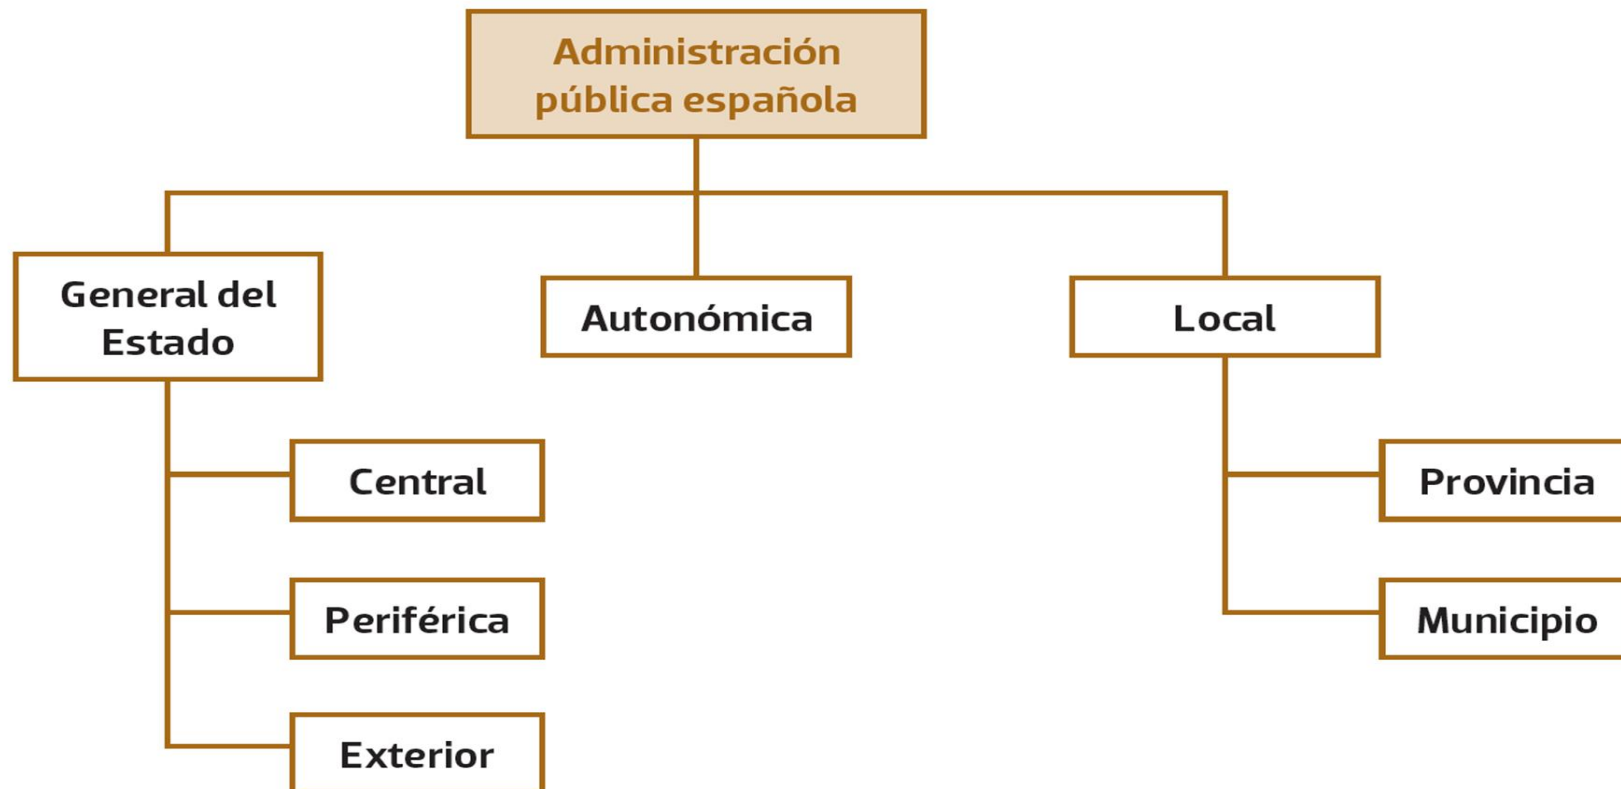 Administración
pública española
General del
Estado
Autonómica
Local
Central
Provincia
Periférica
Municipio
Exterior